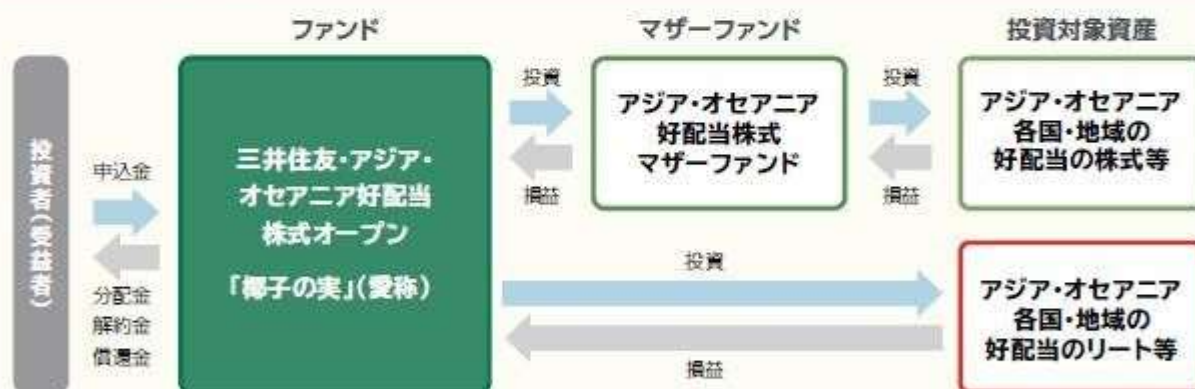 ファンド
マザーファンド
投資対象資産
投資者(受益者)
申込金
分配金
解約金
償還金
三井住友・アジア・
オセアニア好配当
株式オープン
「椰子の実」(愛称)
投資
損益
アジア・オセアニア
好配当株式
マザーファンド
投資
損益
アジア・オセアニア
各国・地域の
好配当の株式等
投資
損益
アジア・オセアニア
各国・地域の
好配当のリート等